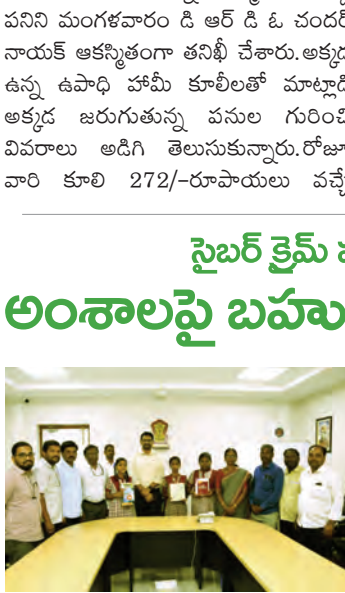 పనిని మంగళవారం డి ఆర్ డి ఓ చందర్
నాయక్ ఆకస్మితంగా తనిఖీ చేశారు.అక్కడ
ఉన్న ఉపాధి హామీ కూలీలతో మాట్లాడి
అక్కడ జరుగుతున్న పనుల గురించి
వివరాలు అడిగి తెలుసుకున్నారు.రోజూ
వారి కూలి 272/-రూపాయలు వచ్చే
సైబర్ క్రైమ్
అంశాలపై బహు